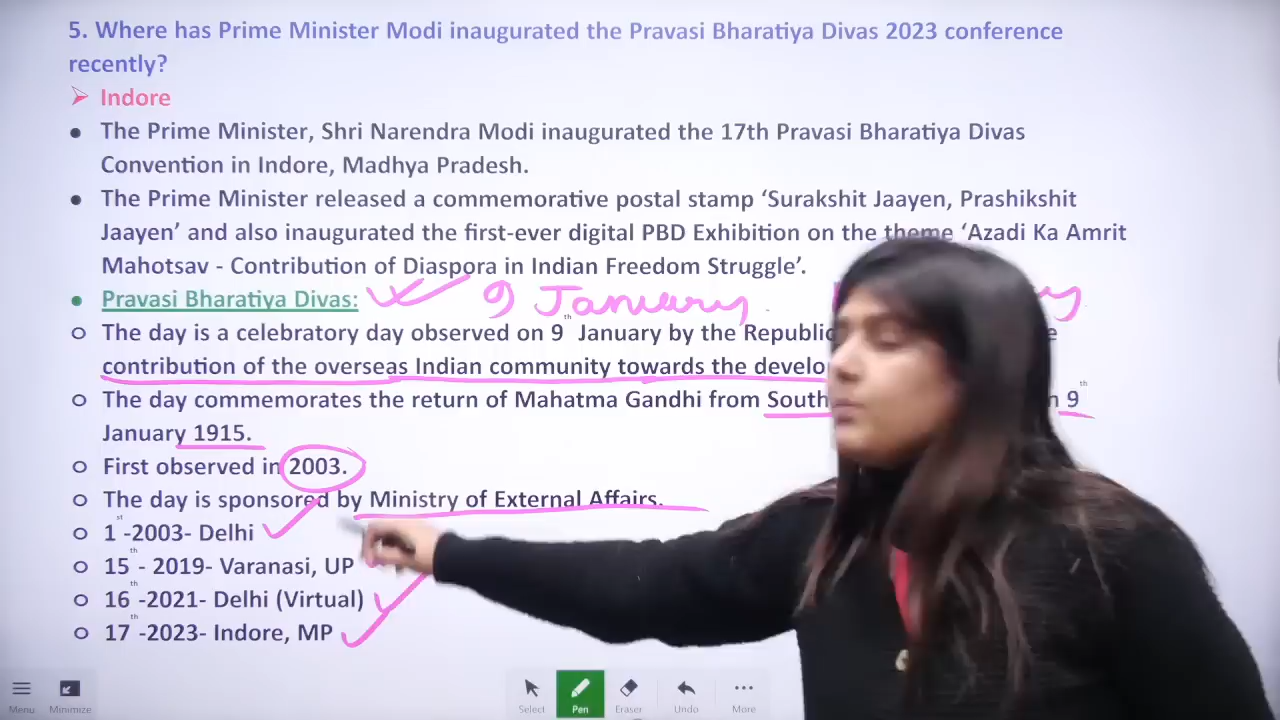 5. Where has Prime Minister Modi inaugurated the Pravasi Bharatiya Divas 2023 conference
recently?
➢ Indore
• The Prime Minister, Shri Narendra Modi inaugurated the 17th Pravasi Bharatiya Divas
Convention in Indore, Madhya Pradesh.
• The Prime Minister released a commemorative postal stamp ‘Surakshit Jaayen, Prashikshit
Jaayen’ and also inaugurated the first-ever digital PBD Exhibition on the theme ‘Azadi Ka Amrit
Mahotsav - Contribution of Diaspora in Indian Freedom Struggle’.
• Pravasi Bharatiya Divas: 9 January
o The day is a celebratory day observed on 9th January by the Republic
contribution of the overseas Indian community towards the
o The day commemorates the return of Mahatma Gandhi from South 9th
January 1915.
o First observed in 2003.
o The day is sponsored by Ministry of External Affairs.
o 1st-2003- Delhi
o 15th- 2019- Varanasi, UP
o 16th-2021- Delhi (Virtual)
o 17th-2023- Indore, MP
Menu Minimize Select Pen Eraser Undo More